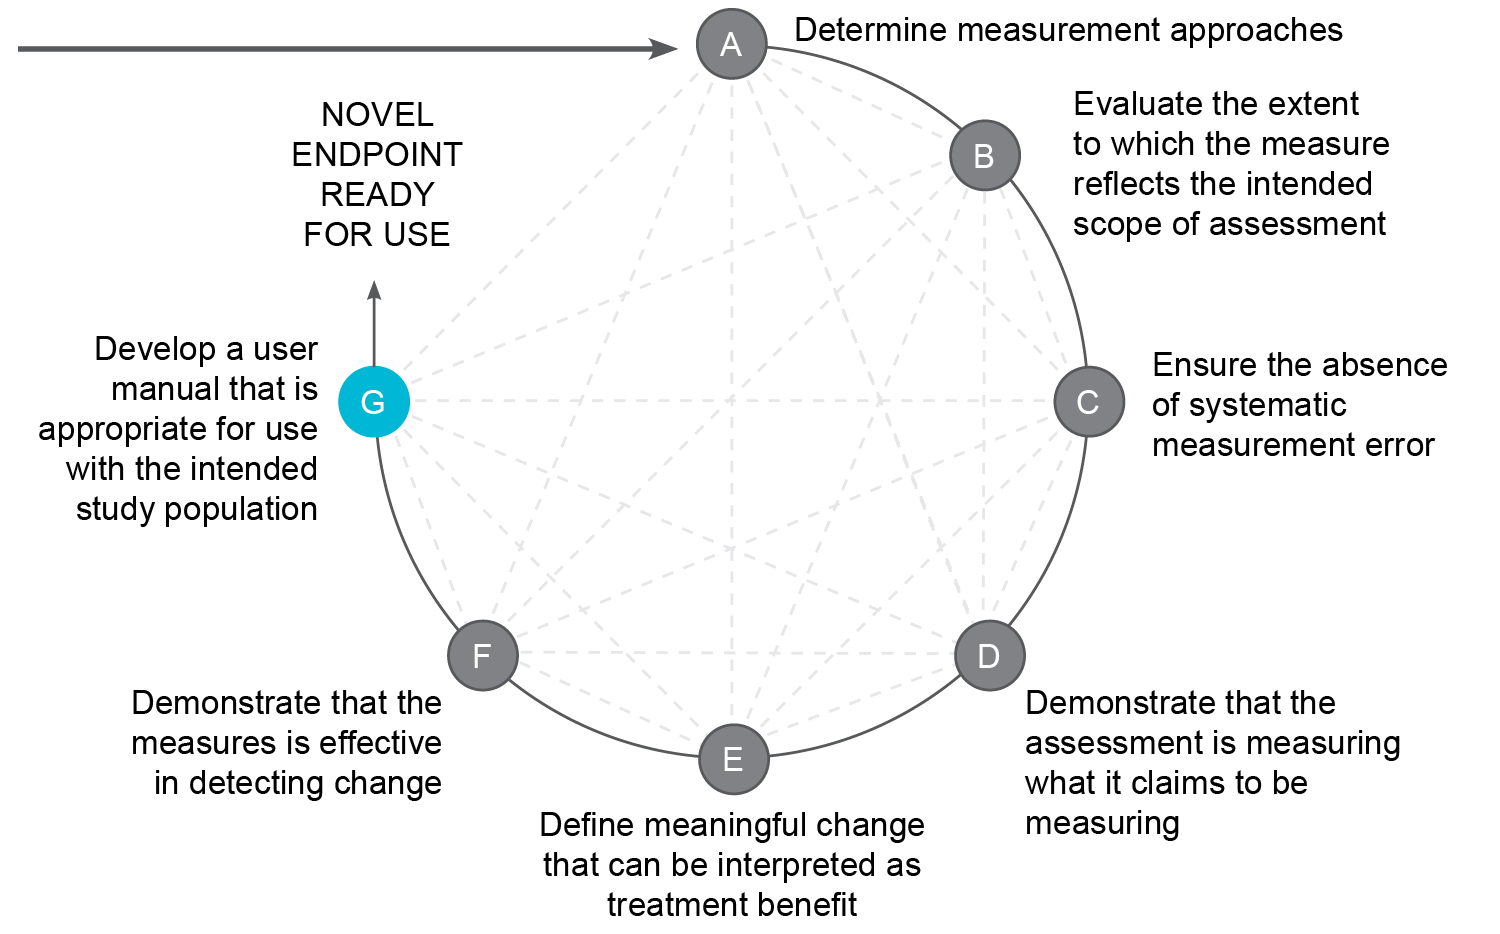 A
Determine measurement approaches
B
Evaluate the extent
to which the measure
reflects the intended
scope of assessment
C
Ensure the absence
of systematic
measurement error
D
Demonstrate that the
assessment is measuring
what it claims to be
measuring
E
Define meaningful change
that can be interpreted as
treatment benefit
F
Demonstrate that the
measures is effective
in detecting change
G
Develop a user
manual that is
appropriate for use
with the intended
study population
NOVEL
ENDPOINT
READY
FOR USE